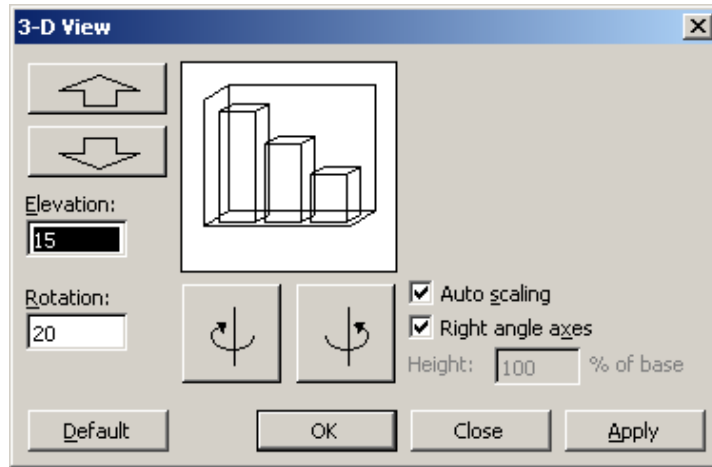 3-D View
Elevation:
15
Rotation:
20
Auto scaling
Right angle axes
Height: 100 % of base
Default OK Close Apply